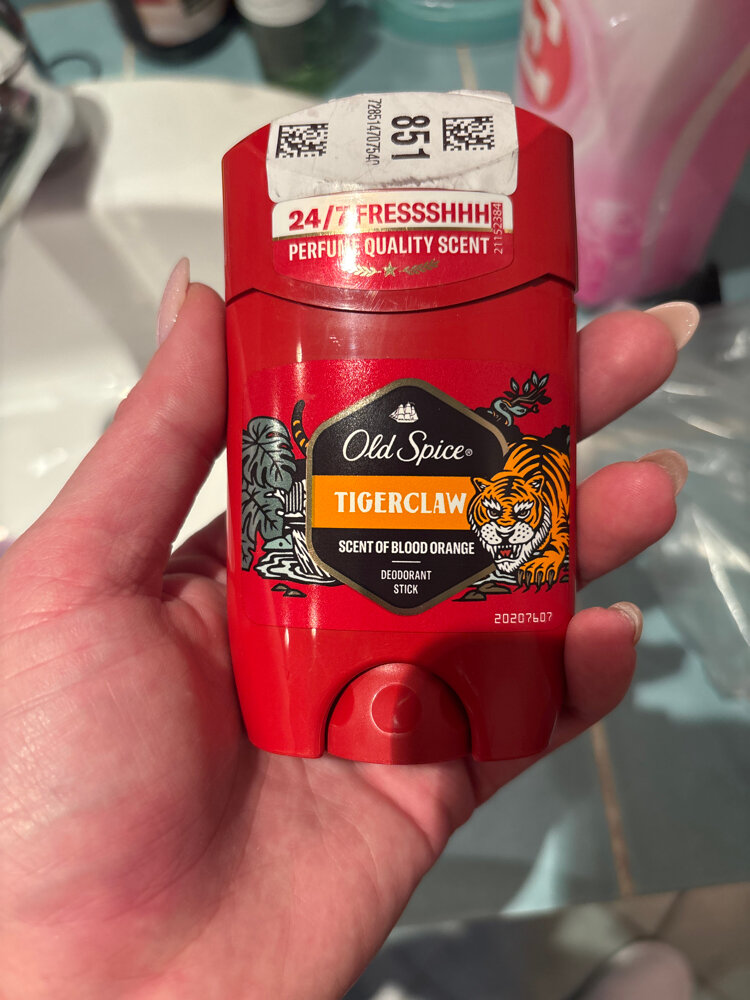 851
24/7 FRESSSHHH
21152384
PERFUME QUALITY SCENT
Old Spice®
TIGERCLAW
SCENT OF BLOOD ORANGE
DEODORANT
STICK
20207607